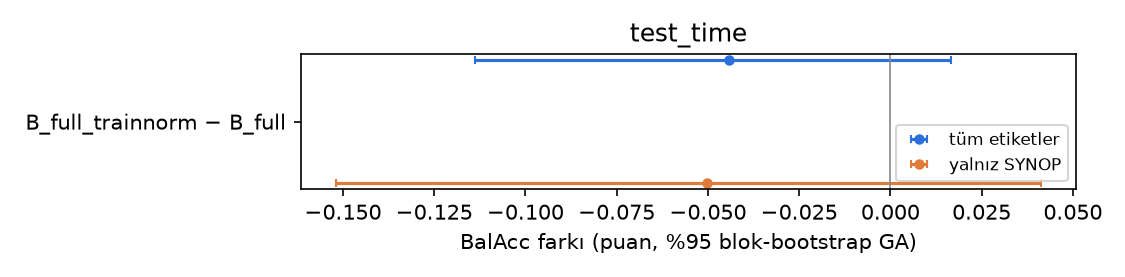 test_time
B_full_trainnorm − B_full
tüm etiketler
yalnız SYNOP
−0.150 −0.125 −0.100 −0.075 −0.050 −0.025 0.000 0.025 0.050
BalAcc farkı (puan, %95 blok-bootstrap GA)